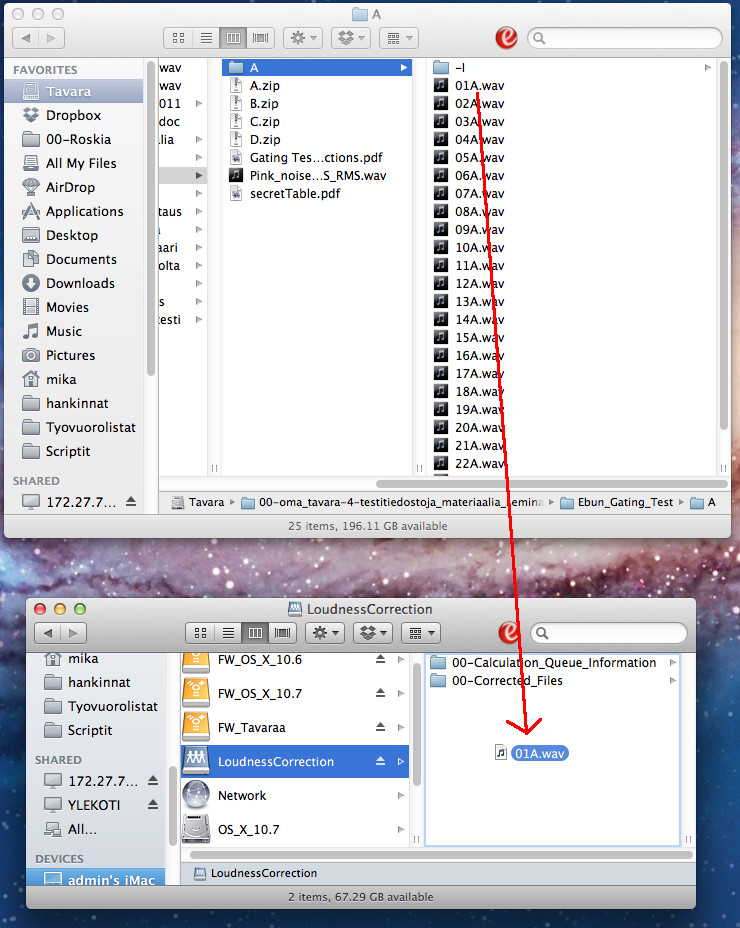 A
FAVORITES
Tavara
Dropbox
00-Roskia
All My Files
AirDrop
Applications
Desktop
Documents
Downloads
Movies
Music
Pictures
mika
hankinnat
Tyovuorolistat
Scriptit
SHARED
172.27.7...
wav
wav
011
doc
lia
taus
a
aari
olta
s
testi
A
A.zip
B.zip
C.zip
D.zip
Gating Tes...ctions.pdf
Pink_noise...S_RMS.wav
secretTable.pdf
-l
01A.wav
02A.wav
03A.wav
04A.wav
05A.wav
06A.wav
07A.wav
08A.wav
09A.wav
10A.wav
11A.wav
12A.wav
13A.wav
14A.wav
15A.wav
16A.wav
17A.wav
18A.wav
19A.wav
20A.wav
21A.wav
22A.wav
Tavara 00-oma_tavara-4-testitiedostoja_materiaalia_semina Ebun_Gating_Test A
25 items, 196.11 GB available
LoudnessCorrection
mika
hankinnat
Tyovuorolistat
Scriptit
SHARED
172.27.7...
YLEKOTI
All...
DEVICES
admin's iMac
FW_OS_X_10.6
FW_OS_X_10.7
FW_Tavaraa
LoudnessCorrection
Network
OS_X_10.7
00-Calculation_Queue_Information
00-Corrected_Files
01A.wav
LoudnessCorrection
2 items, 67.29 GB available